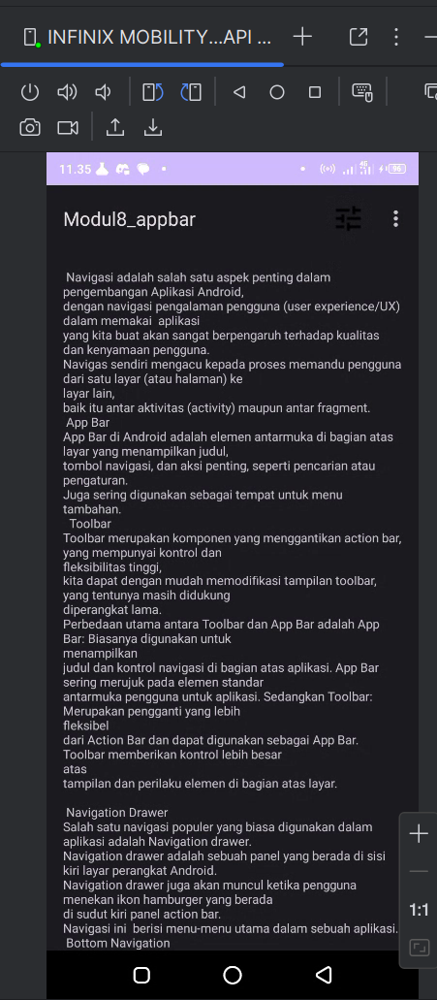 INFINIX MOBILITY...API ...
11.35
96
Modul8_appbar
Navigasi adalah salah satu aspek penting dalam
pengembangan Aplikasi Android,
dengan navigasi pengalaman pengguna (user experience/UX)
dalam memakai  aplikasi
yang kita buat akan sangat berpengaruh terhadap kualitas
dan kenyamaan pengguna.
Navigas sendiri mengacu kepada proses memandu pengguna
dari satu layar (atau halaman) ke
layar lain,
baik itu antar aktivitas (activity) maupun antar fragment.
App Bar
App Bar di Android adalah elemen antarmuka di bagian atas
layar yang menampilkan judul,
tombol navigasi, dan aksi penting, seperti pencarian atau
pengaturan.
Juga sering digunakan sebagai tempat untuk menu
tambahan.
Toolbar
Toolbar merupakan komponen yang menggantikan action bar,
yang mempunyai kontrol dan
fleksibilitas tinggi,
kita dapat dengan mudah memodifikasi tampilan toolbar,
yang tentunya masih didukung
diperangkat lama.
Perbedaan utama antara Toolbar dan App Bar adalah App
Bar: Biasanya digunakan untuk
menampilkan
judul dan kontrol navigasi di bagian atas aplikasi. App Bar
sering merujuk pada elemen standar
antarmuka pengguna untuk aplikasi. Sedangkan Toolbar:
Merupakan pengganti yang lebih
fleksibel
dari Action Bar dan dapat digunakan sebagai App Bar.
Toolbar memberikan kontrol lebih besar
atas
tampilan dan perilaku elemen di bagian atas layar.
Navigation Drawer
Salah satu navigasi populer yang biasa digunakan dalam
aplikasi adalah Navigation drawer.
Navigation drawer adalah sebuah panel yang berada di sisi
kiri layar perangkat Android.
Navigation drawer juga akan muncul ketika pengguna
menekan ikon hamburger yang berada
di sudut kiri panel action bar.
Navigasi ini  berisi menu-menu utama dalam sebuah aplikasi.
Bottom Navigation
1:1